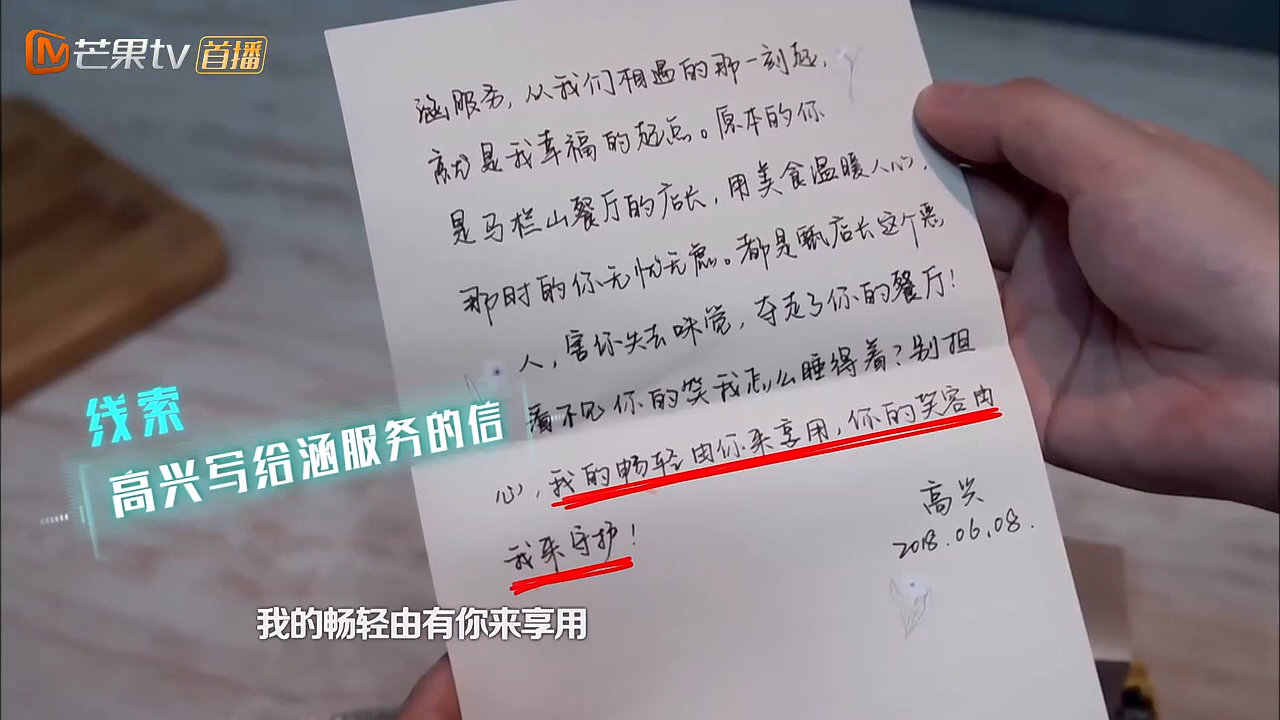 芒果tv 首播
涵服务，从我们相遇的那一刻起，
就是我幸福的起点。原本的你
是马栏山餐厅的店长，用美食温暖人心，
那时的你无忧无虑。都是甄店长这个恶
人，害你失去味觉，夺走了你的餐厅！
看不见你的笑我怎么睡得着？别担
心，我的畅轻由你来享用，你的笑容由
我来守护！
高兴
2018.06.08.
线索
高兴写给涵服务的信
我的畅轻由有你来享用